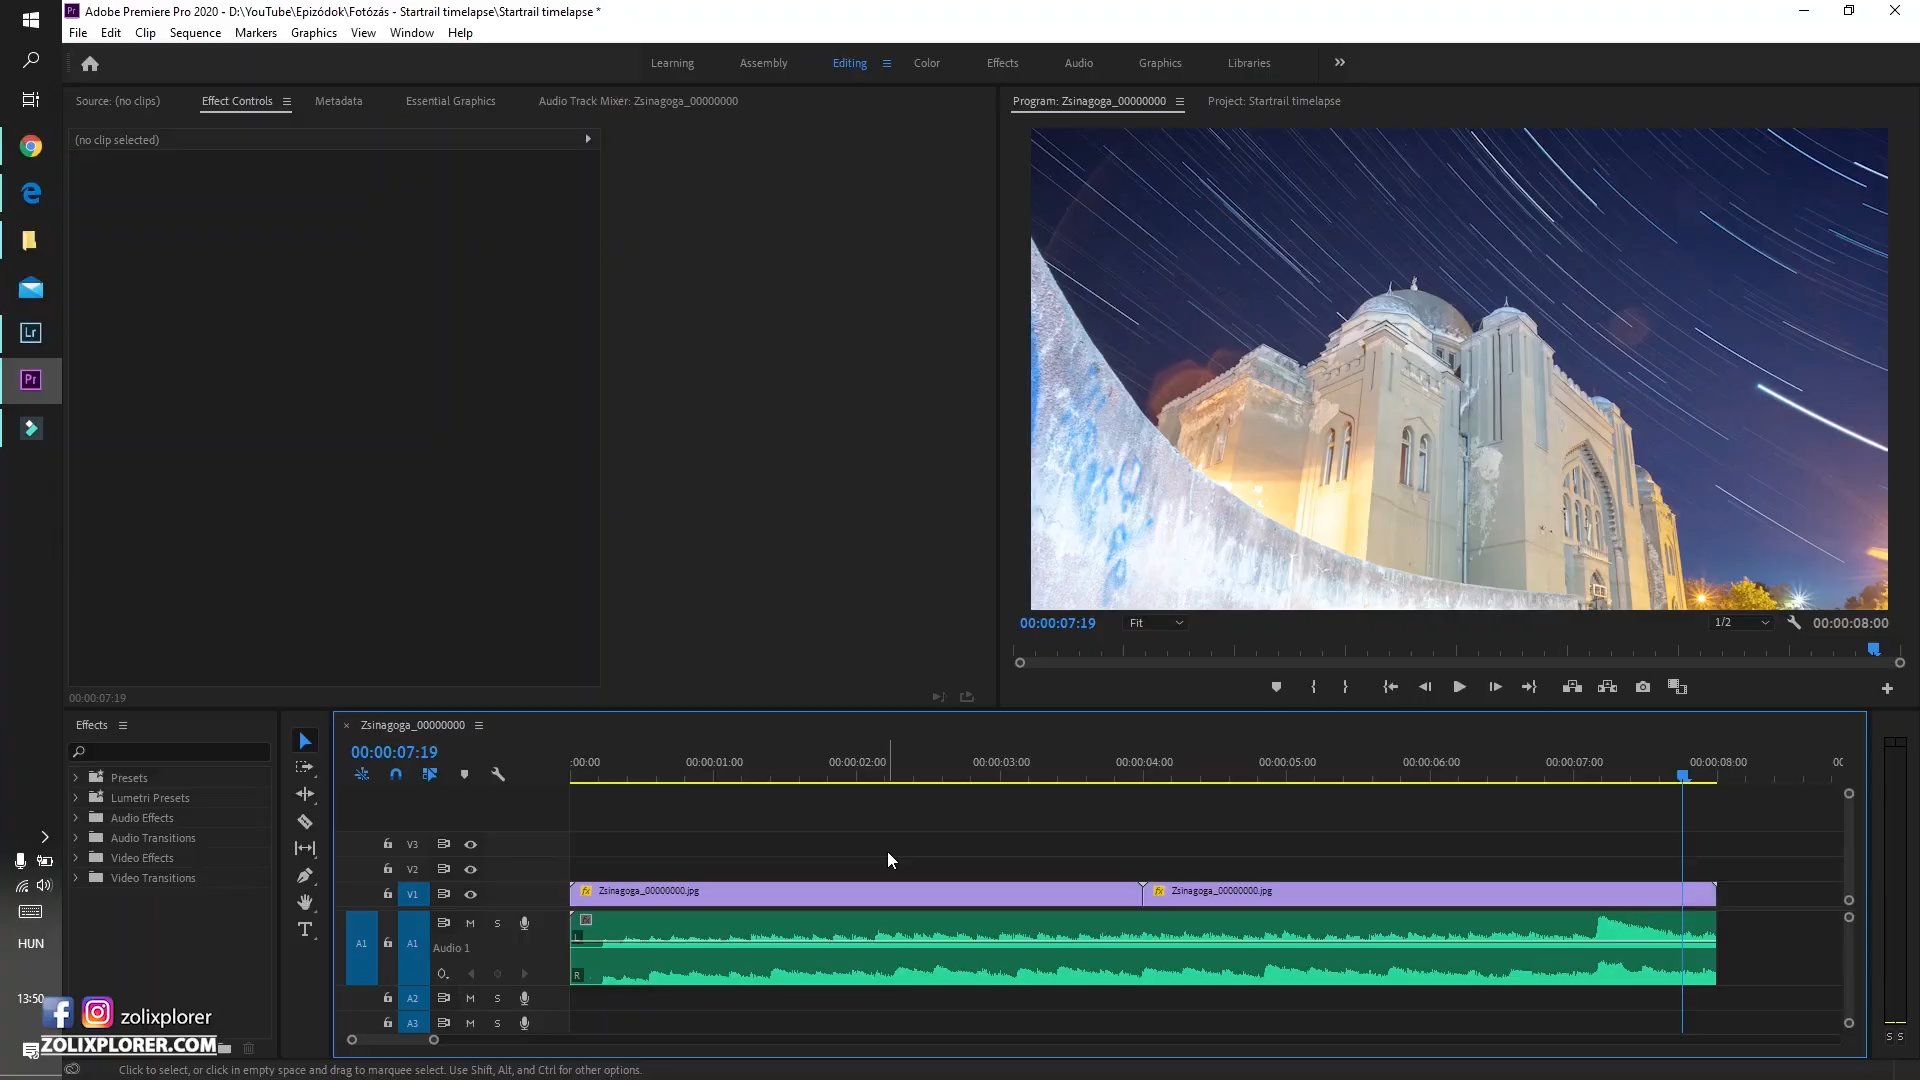 Adobe Premiere Pro 2020 - D:\YouTube\Epizódok\Fotózás - Startrail timelapse\Startrail timelapse *
File Edit Clip Sequence Markers Graphics View Window Help
Learning Assembly Editing Color Effects Audio Graphics Libraries
Source: (no clips) Effect Controls Metadata Essential Graphics Audio Track Mixer: Zsinagoga_00000000 Program: Zsinagoga_00000000 Project: Startrail timelapse
(no clip selected)
Lr
Pr
00:00:07:19 Fit 1/2 00:00:08:00
00:00:07:19
Effects
Zsinagoga_00000000
00:00:07:19
:00:00 00:00:01:00 00:00:02:00 00:00:03:00 00:00:04:00 00:00:05:00 00:00:06:00 00:00:07:00 00:00:08:00 00
Presets
Lumetri Presets
Audio Effects
Audio Transitions
Video Effects
Video Transitions
V3
V2
V1 fx Zsinagoga_00000000.jpg fx Zsinagoga_00000000.jpg
A1 A1 M S L
Audio 1
R
A2 M S
A3 M S
S S
HUN
13:50
zolixplorer
ZOLIXPLORER.COM
Click to select, or click in empty space and drag to marquee select. Use Shift, Alt, and Ctrl for other options.